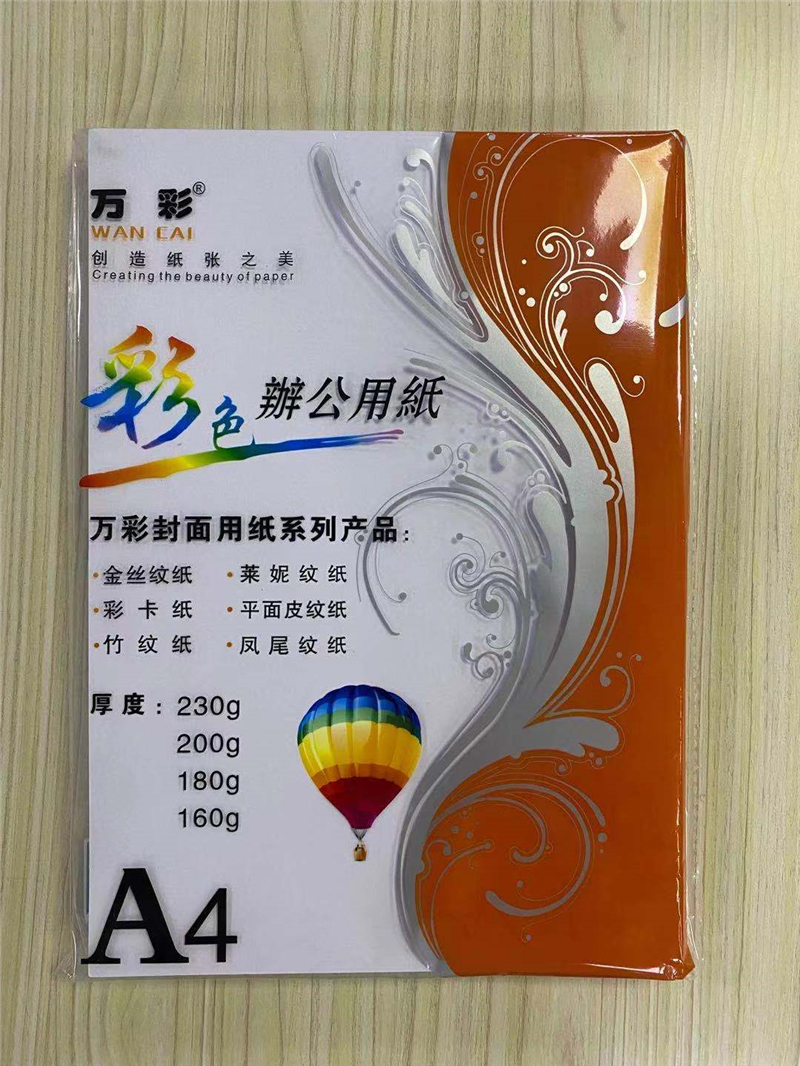 万彩®
WAN CAI
创造纸张之美
Creating the beauty of paper
彩色辦公用紙
万彩封面用纸系列产品：
·金丝纹纸 ·莱妮纹纸
·彩卡纸 ·平面皮纹纸
·竹纹纸 ·凤尾纹纸
厚度：230g
200g
180g
160g
A4